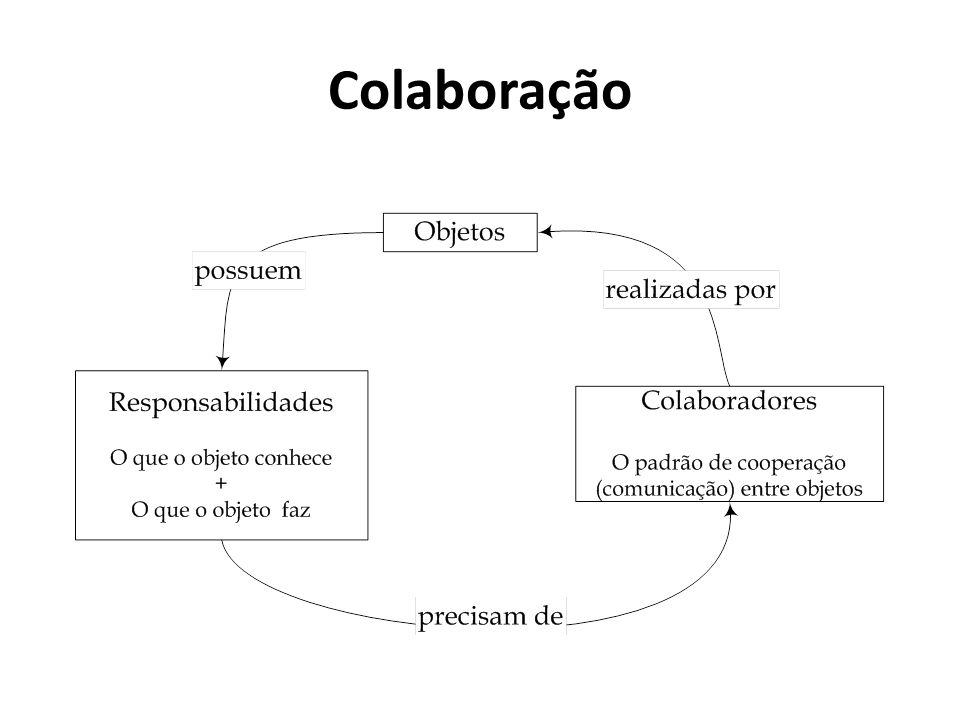 Colaboração
Objetos
possuem
realizadas por
Responsabilidades
O que o objeto conhece
+
O que o objeto faz
Colaboradores
O padrão de cooperação
(comunicação) entre objetos
precisam de